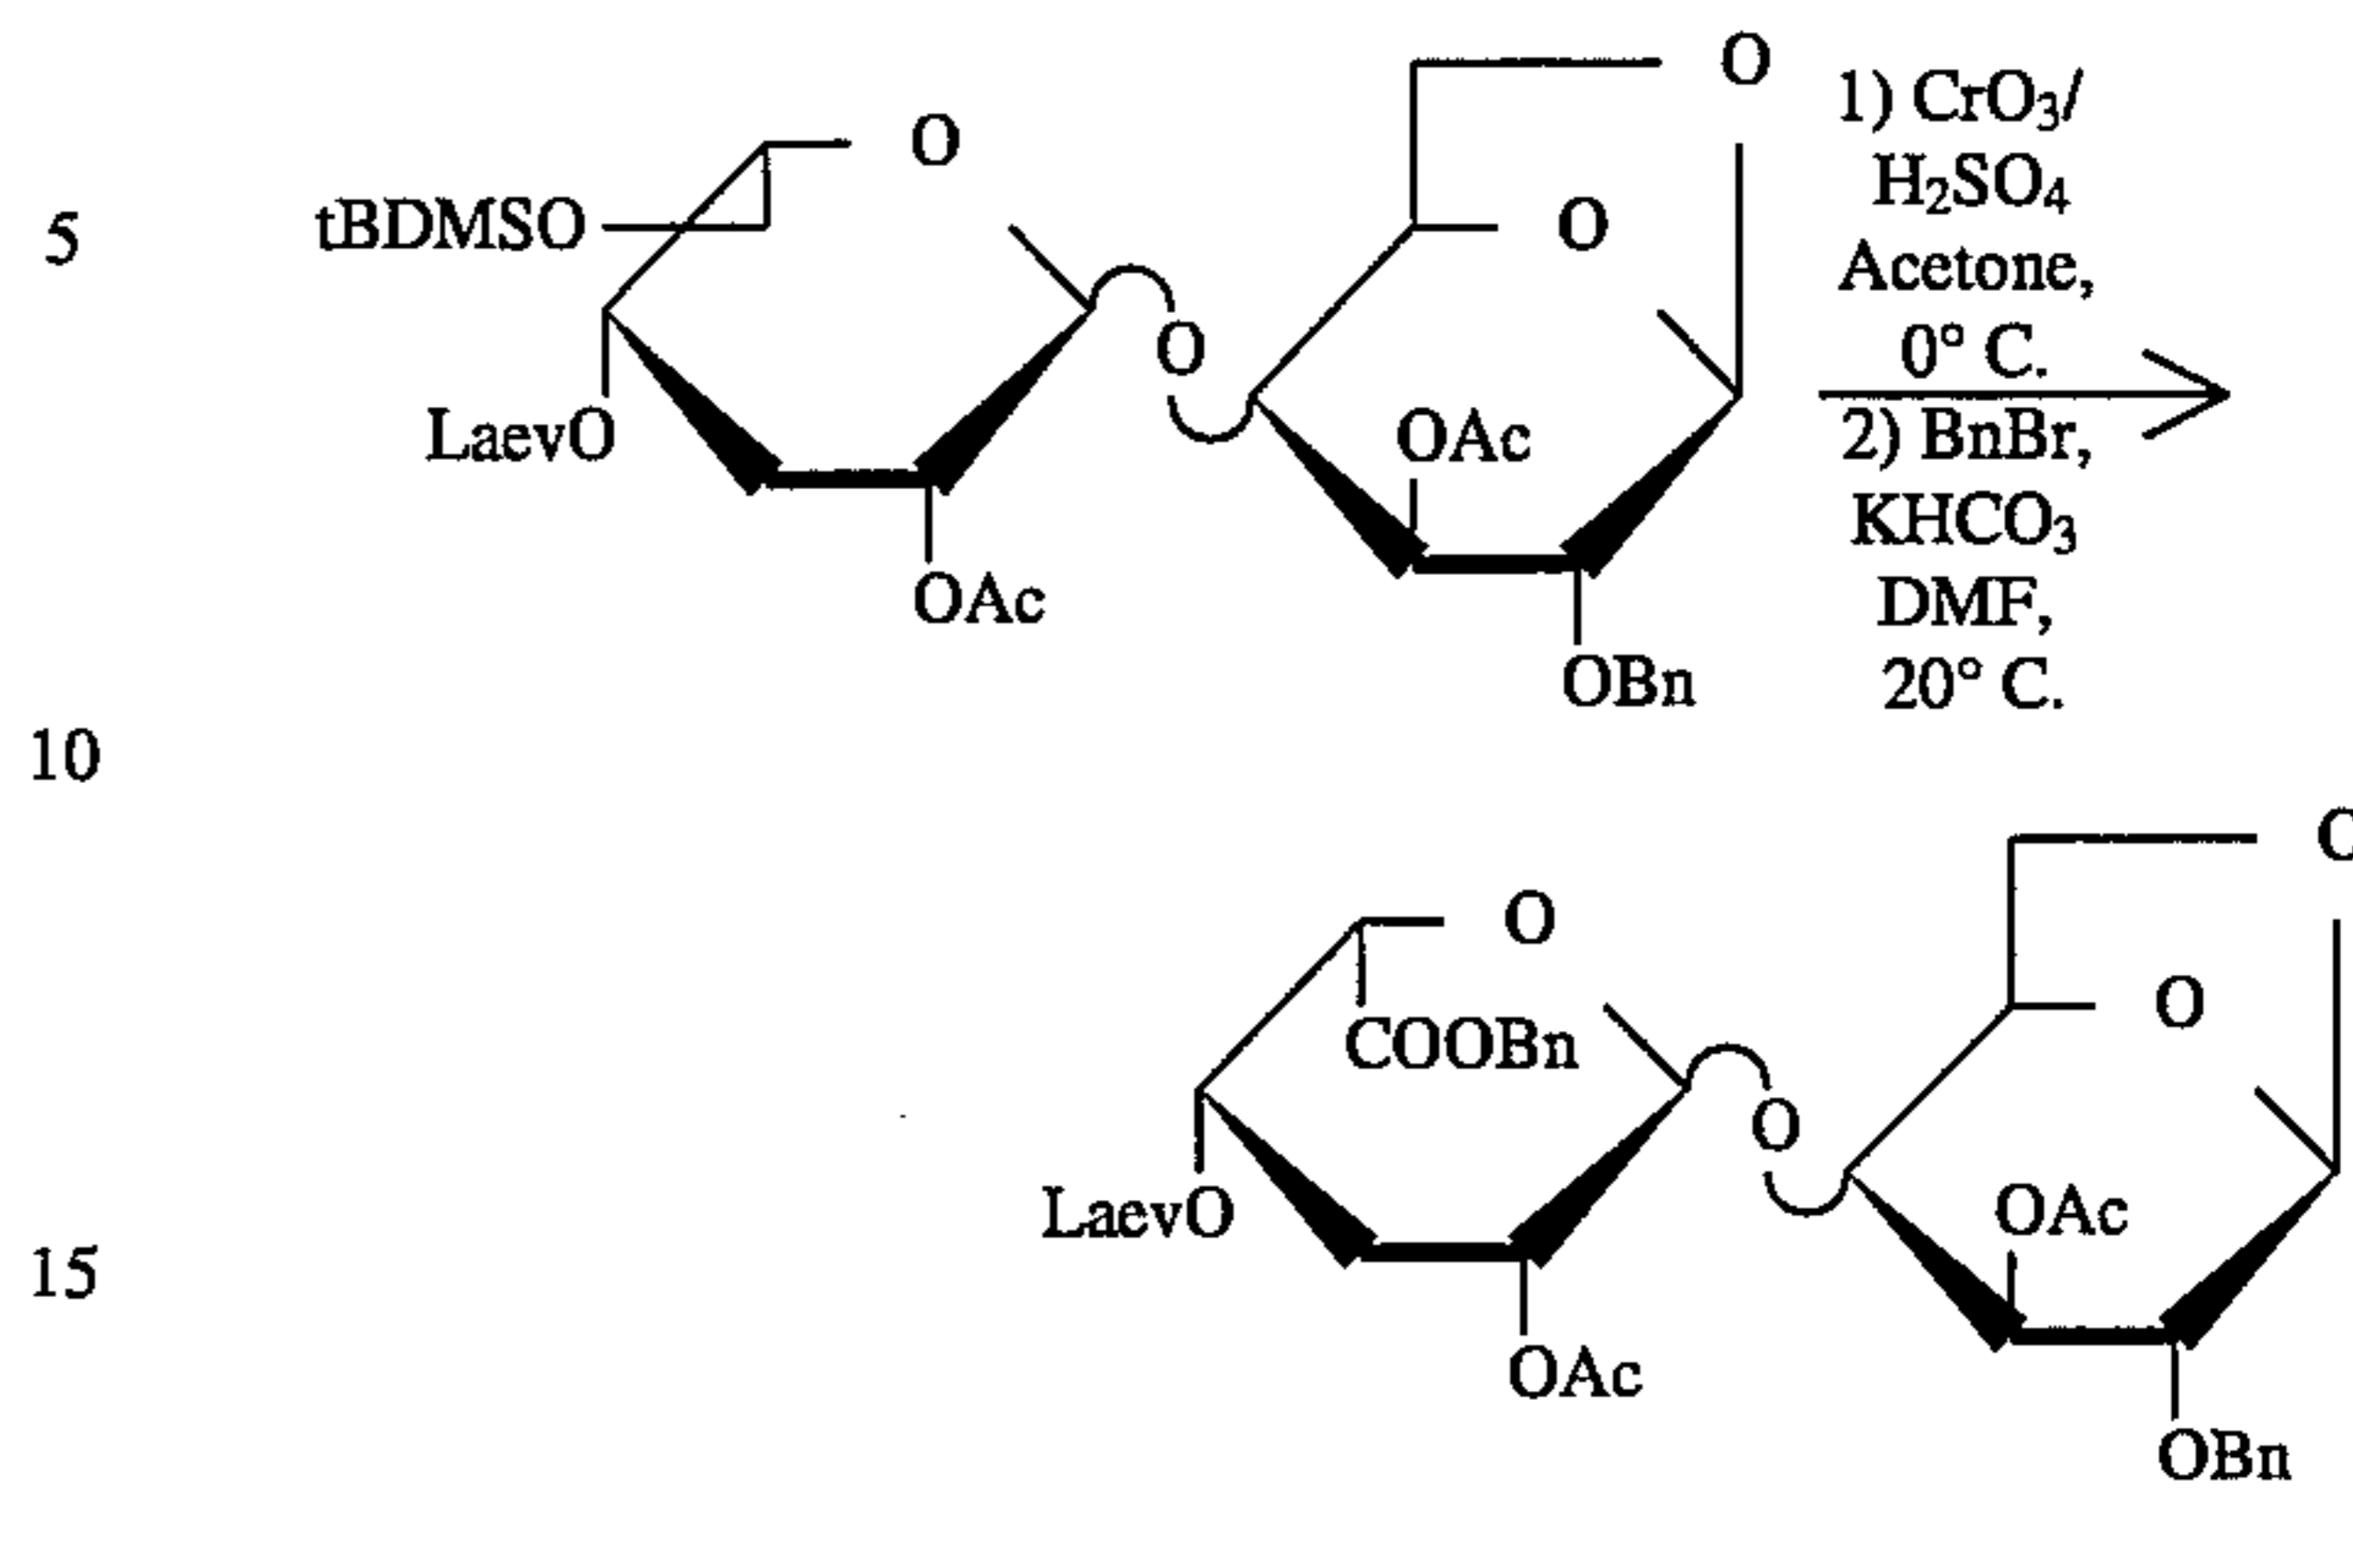 O
O
1) CrO3/
H2SO4
Acetone,
0° C.
2) BnBr,
KHCO3
DMF,
20° C.
5
tBDMSO
O
O
LaevO
OAc
OAc
OBn
10
O
O
COOBn
O
O
15
LaevO
OAc
OAc
OBn